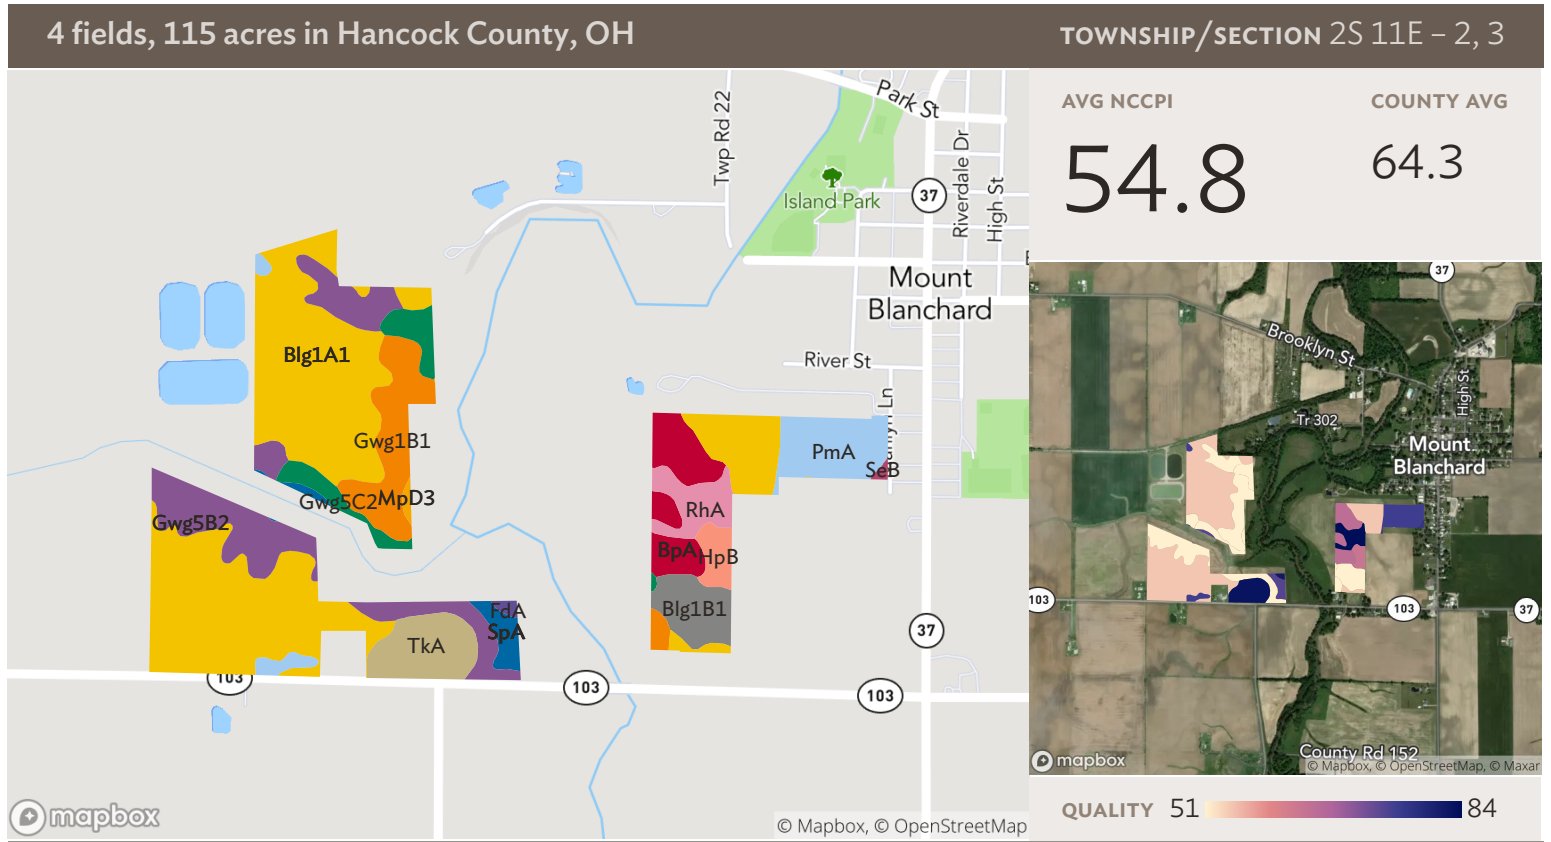 4 fields, 115 acres in Hancock County, OH
TOWNSHIP/SECTION 2S 11E – 2, 3
AVG NCCPI
COUNTY AVG
54.8
64.3
Park St
Twp Rd 22
Riverdale Dr
High St
37
Island Park
Mount
Blanchard
River St
Ln
Blg1A1
Gwg1B1
Gwg5C2
MpD3
Gwg5B2
FdA
SpA
TkA
PmA
SeB
RhA
BpA
HpB
Blg1B1
37
103
103
103
mapbox
© Mapbox, © OpenStreetMap
37
Brooklyn St
High St
Tr 302
Mount
Blanchard
103
103
37
County Rd 152
mapbox
© Mapbox, © OpenStreetMap, © Maxar
QUALITY 51 84